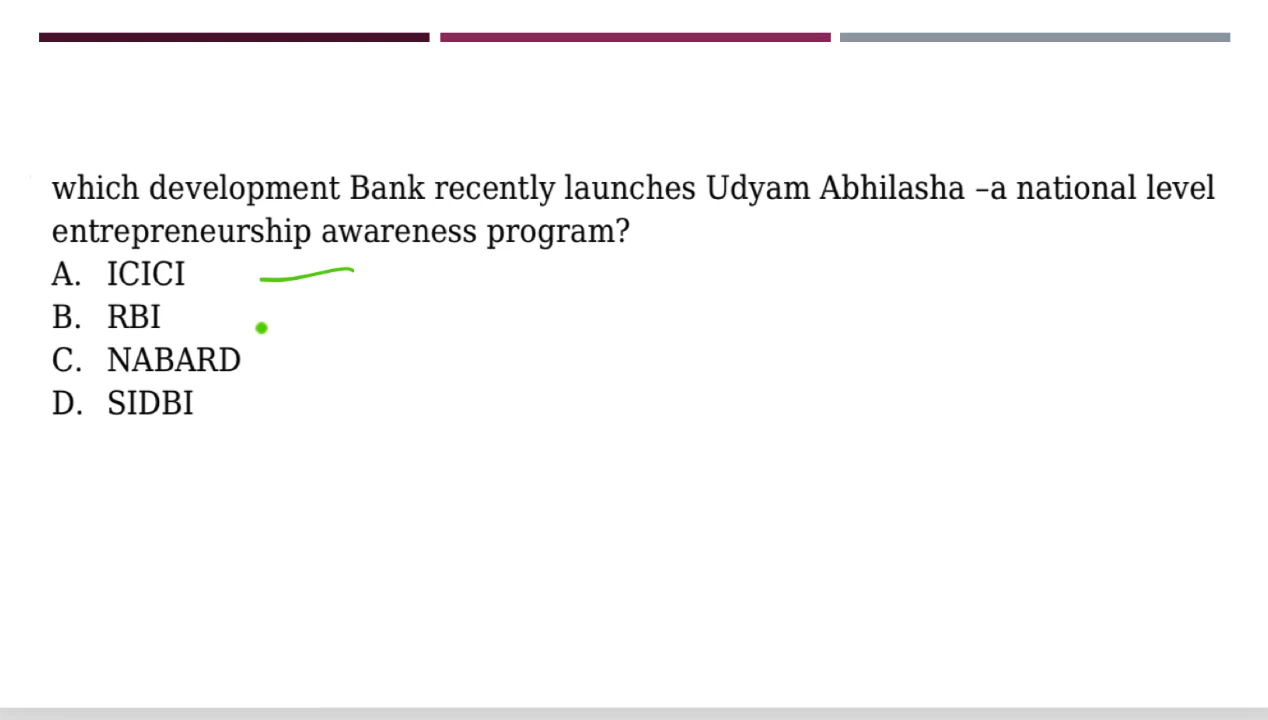 which development Bank recently launches Udyam Abhilasha –a national level
entrepreneurship awareness program?
A. ICICI
B. RBI
C. NABARD
D. SIDBI